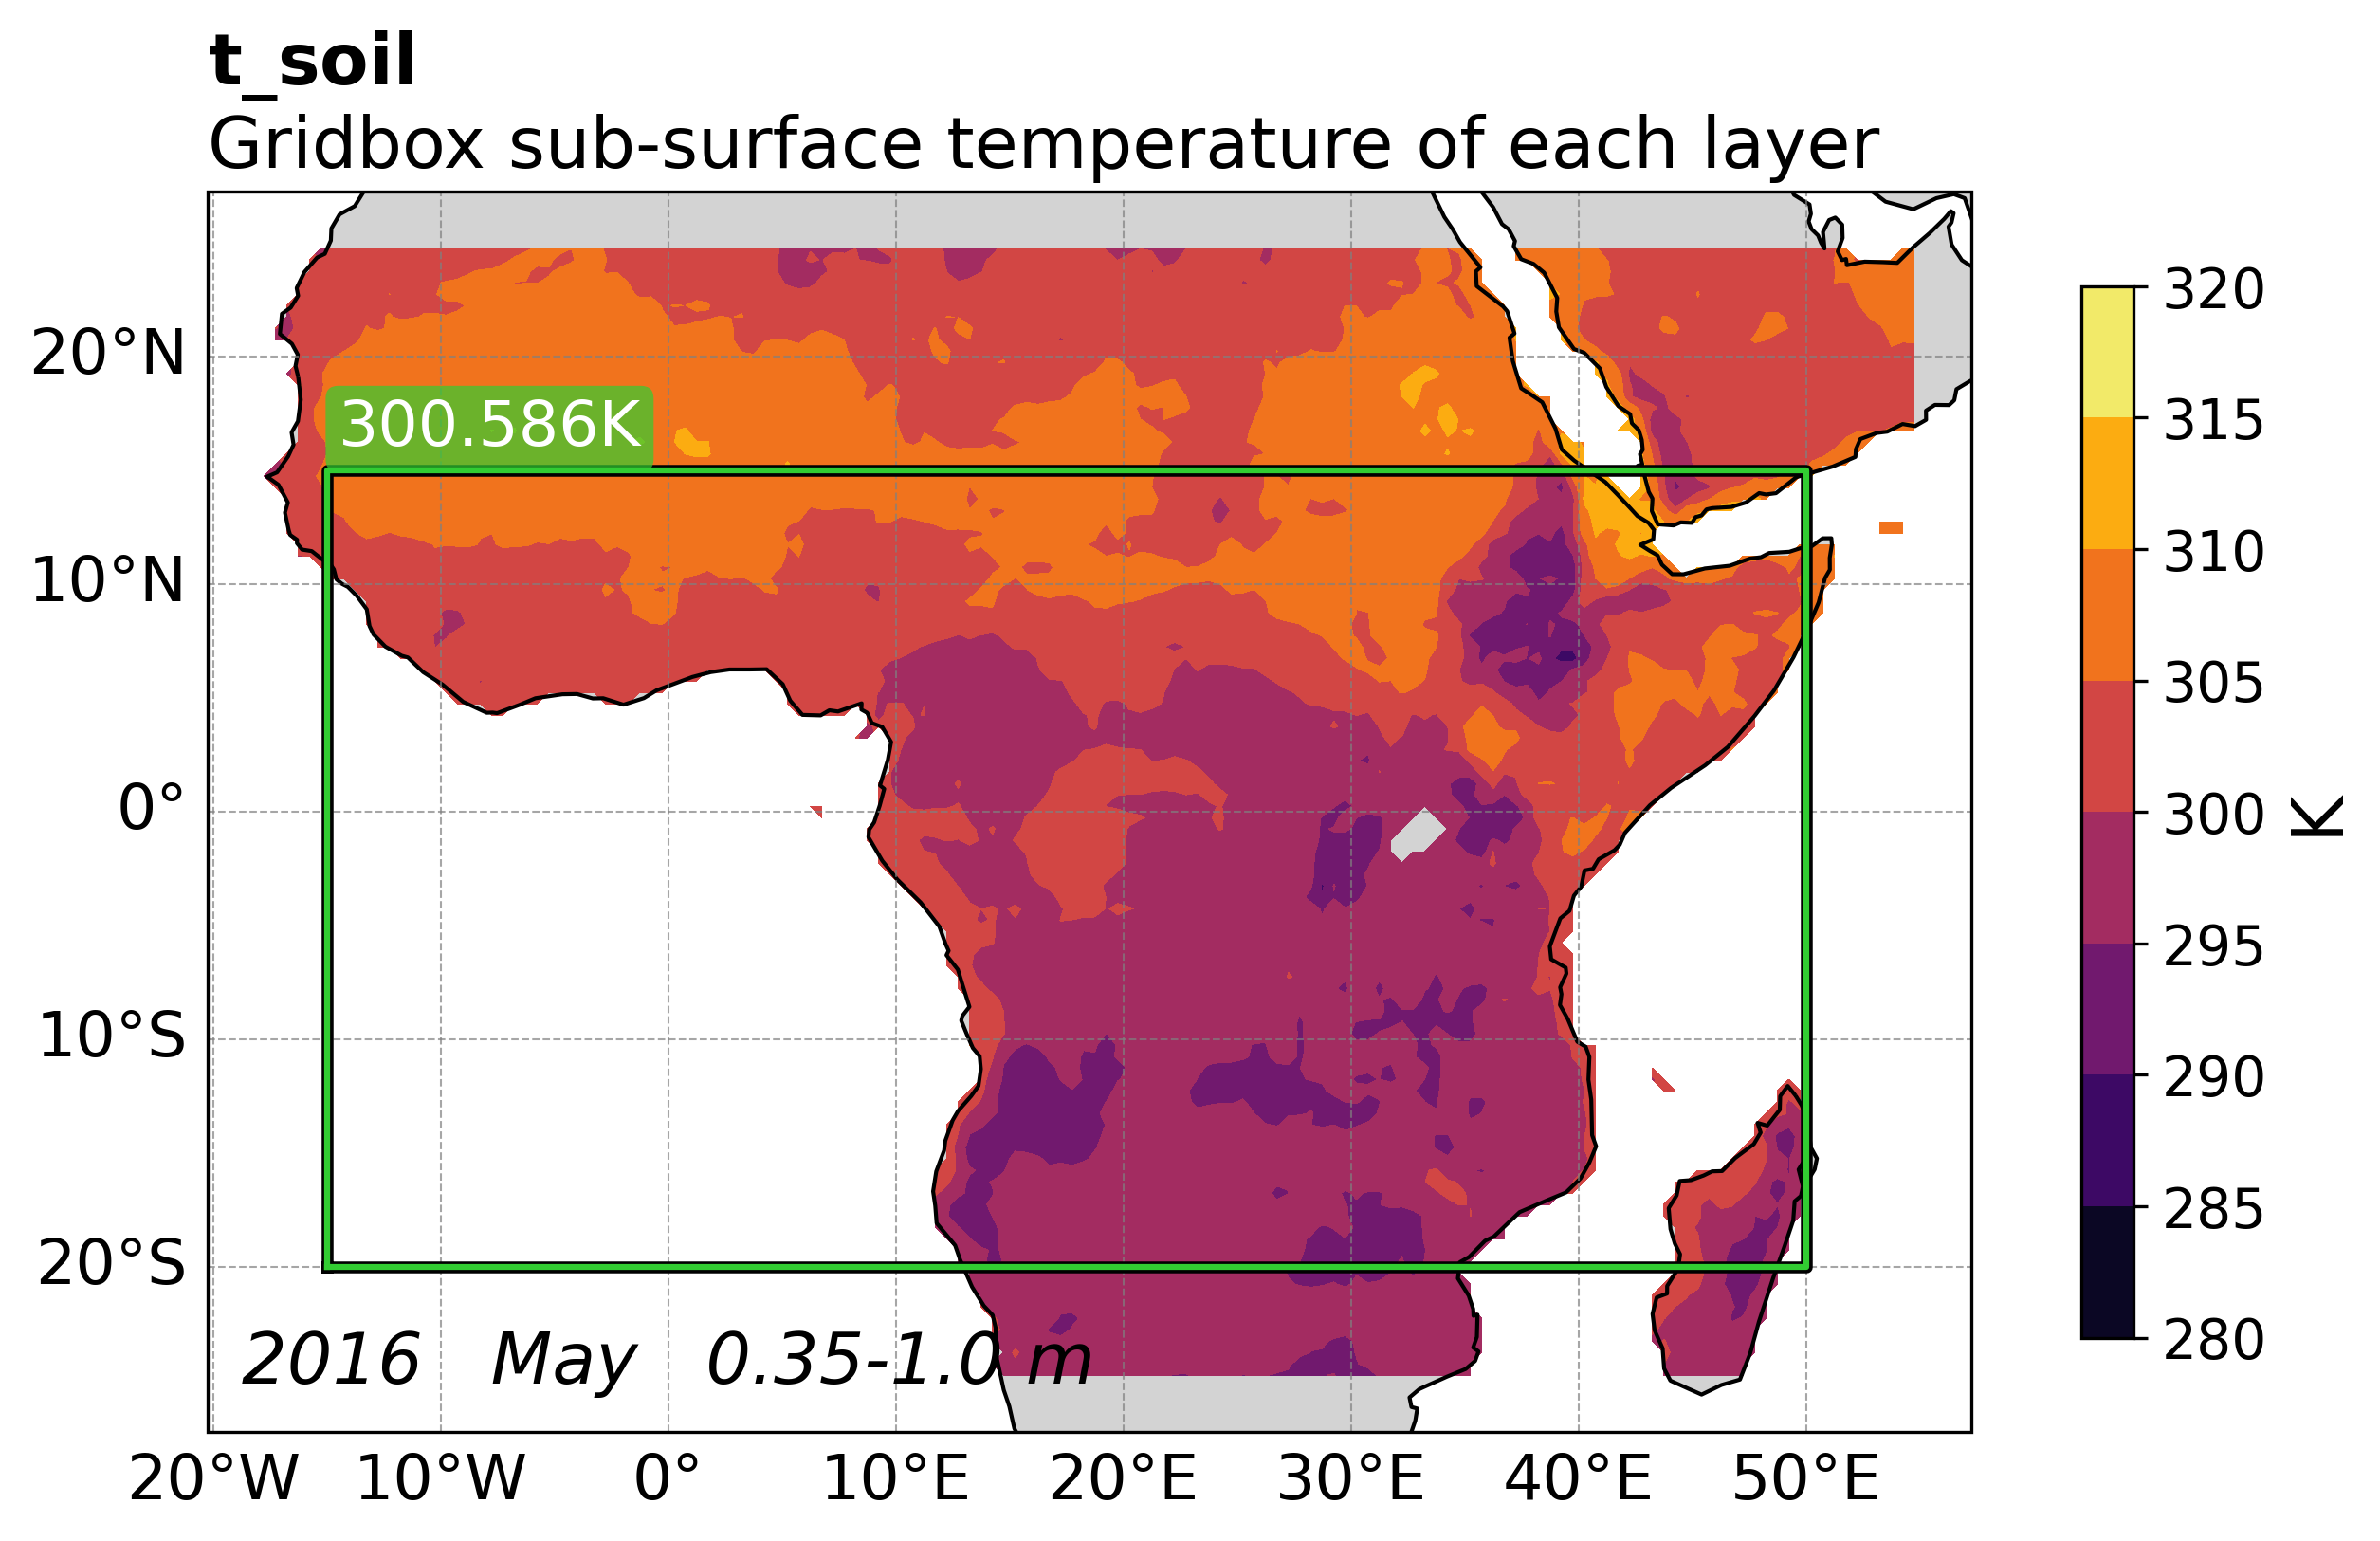 t_soil
Gridbox sub-surface temperature of each layer
20°N
10°N
0°
10°S
20°S
300.586K
2016 May 0.35-1.0 m
20°W 10°W 0° 10°E 20°E 30°E 40°E 50°E
320
315
310
305
300
295
290
285
280
K